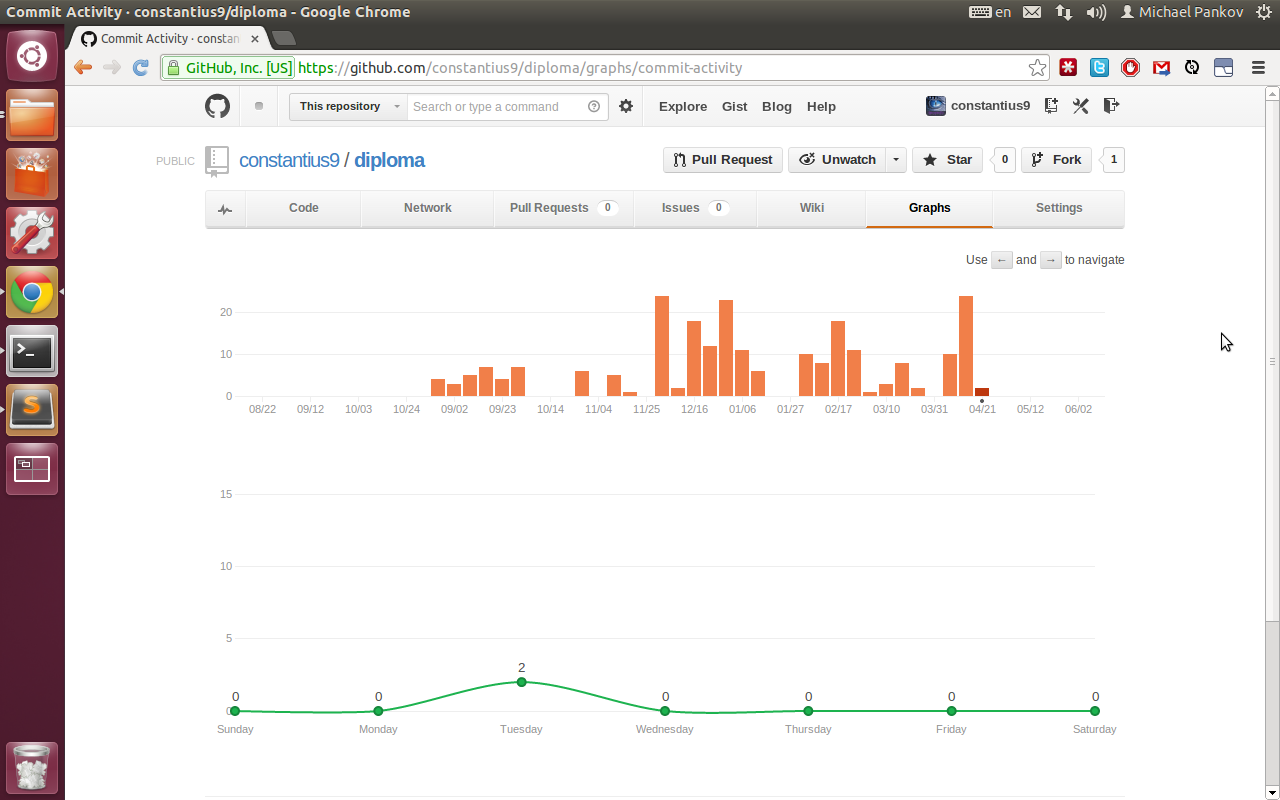 Commit Activity · constantius9/diploma - Google Chrome
en
Michael Pankov
Commit Activity · constan
GitHub, Inc. [US] https://github.com/constantius9/diploma/graphs/commit-activity
This repository
Search or type a command
Explore Gist Blog Help
constantius9
PUBLIC
constantius9 / diploma
Pull Request
Unwatch
Star
0
Fork
1
Code
Network
Pull Requests 0
Issues 0
Wiki
Graphs
Settings
Use ← and → to navigate
20
10
0
08/22 09/12 10/03 10/24 09/02 09/23 10/14 11/04 11/25 12/16 01/06 01/27 02/17 03/10 03/31 04/21 05/12 06/02
15
10
5
2
0 0 0 0 0 0
0
Sunday Monday Tuesday Wednesday Thursday Friday Saturday